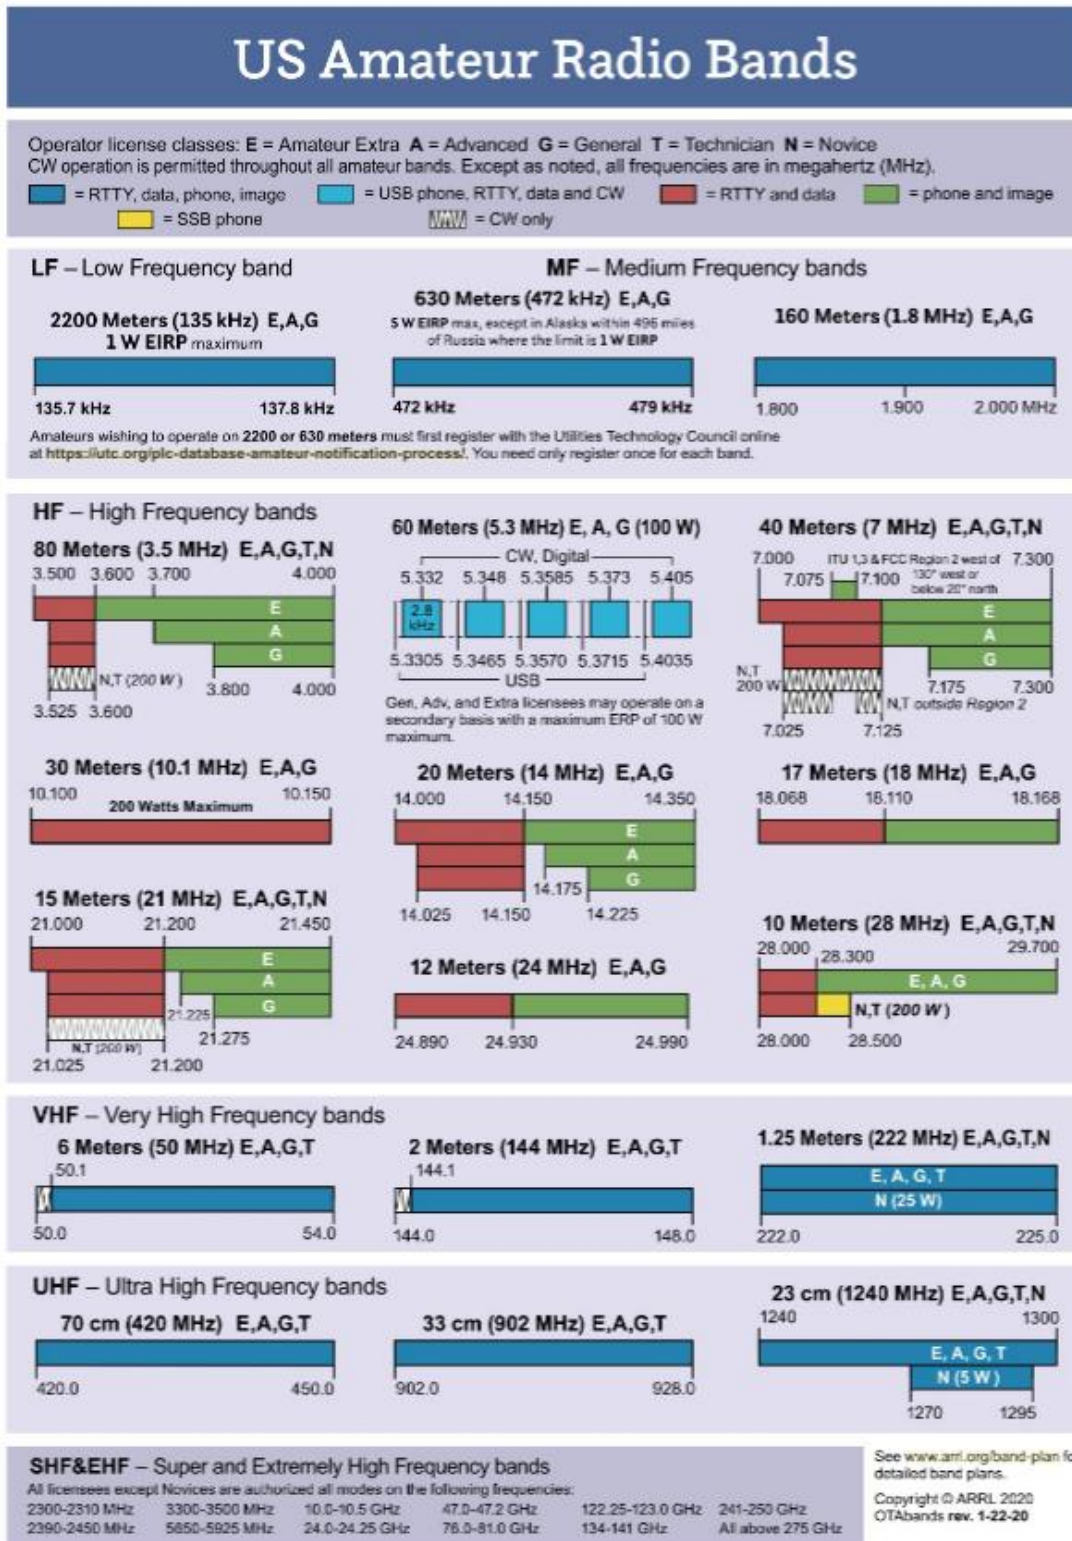 US Amateur Radio Bands
Operator license classes: E = Amateur Extra A = Advanced G = General T = Technician N = Novice
CW operation is permitted throughout all amateur bands. Except as noted, all frequencies are in megahertz (MHz).
= RTTY, data, phone, image = USB phone, RTTY, data and CW = RTTY and data = phone and image
= SSB phone = CW only
LF – Low Frequency band
2200 Meters (135 kHz) E,A,G
1 W EIRP maximum
135.7 kHz 137.8 kHz
MF – Medium Frequency bands
630 Meters (472 kHz) E,A,G
5 W EIRP max, except in Alaska within 496 miles
of Russia where the limit is 1 W EIRP
472 kHz 479 kHz
160 Meters (1.8 MHz) E,A,G
1.800 1.900 2.000 MHz
Amateurs wishing to operate on 2200 or 630 meters must first register with the Utilities Technology Council online
at https://utc.org/plc-database-amateur-notification-process/. You need only register once for each band.
HF – High Frequency bands
80 Meters (3.5 MHz) E,A,G,T,N
3.500 3.600 3.700 4.000
E
A
G
N,T (200 W)
3.800 4.000
3.525 3.600
60 Meters (5.3 MHz) E, A, G (100 W)
CW, Digital
5.332 5.348 5.3585 5.373 5.405
2.8
kHz
5.3305 5.3465 5.3570 5.3715 5.4035
USB
Gen, Adv, and Extra licensees may operate on a
secondary basis with a maximum ERP of 100 W
maximum.
40 Meters (7 MHz) E,A,G,T,N
7.000 ITU 1,3 & FCC Region 2 west of 7.300
7.075 7.100 130° west or
below 20° north
E
A
G
N,T
200 W
7.175 7.300
N,T outside Region 2
7.025 7.125
30 Meters (10.1 MHz) E,A,G
10.100 10.150
200 Watts Maximum
20 Meters (14 MHz) E,A,G
14.000 14.150 14.350
E
A
G
14.175
14.025 14.150 14.225
17 Meters (18 MHz) E,A,G
18.068 18.110 18.168
15 Meters (21 MHz) E,A,G,T,N
21.000 21.200 21.450
E
A
G
21.225
21.275
N,T (200 W)
21.025 21.200
12 Meters (24 MHz) E,A,G
24.890 24.930 24.990
10 Meters (28 MHz) E,A,G,T,N
28.000 28.300 29.700
E, A, G
N,T (200 W)
28.000 28.500
VHF – Very High Frequency bands
6 Meters (50 MHz) E,A,G,T
50.1
50.0 54.0
2 Meters (144 MHz) E,A,G,T
144.1
144.0 148.0
1.25 Meters (222 MHz) E,A,G,T,N
E, A, G, T
N (25 W)
222.0 225.0
UHF – Ultra High Frequency bands
70 cm (420 MHz) E,A,G,T
420.0 450.0
33 cm (902 MHz) E,A,G,T
902.0 928.0
23 cm (1240 MHz) E,A,G,T,N
1240 1300
E, A, G, T
N (5 W)
1270 1295
SHF&EHF – Super and Extremely High Frequency bands
All licensees except Novices are authorized all modes on the following frequencies:
2300-2310 MHz 3300-3500 MHz 10.0-10.5 GHz 47.0-47.2 GHz 122.25-123.0 GHz 241-250 GHz
2390-2450 MHz 5650-5925 MHz 24.0-24.25 GHz 76.0-81.0 GHz 134-141 GHz All above 275 GHz
See www.arrl.org/band-plan fo
detailed band plans.
Copyright © ARRL 2020
OTAbands rev. 1-22-20